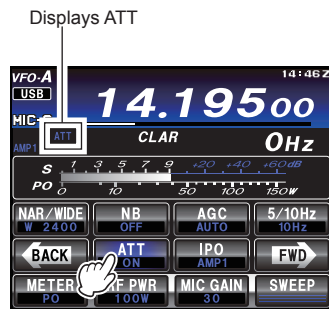 Displays ATT
VFO-A 14:46Z
USB 14.19500
MIC
ATT
AMP1 CLAR 0Hz
S 1 3 5 7 9 +20 +40 +60dB
PO 0 10 50 100 150W
NAR/WIDE NB AGC 5/10Hz
W 2400 OFF AUTO 10Hz
BACK ATT IPO FWD
ON AMP1
METER PWR MIC GAIN SWEEP
PO 100W 30